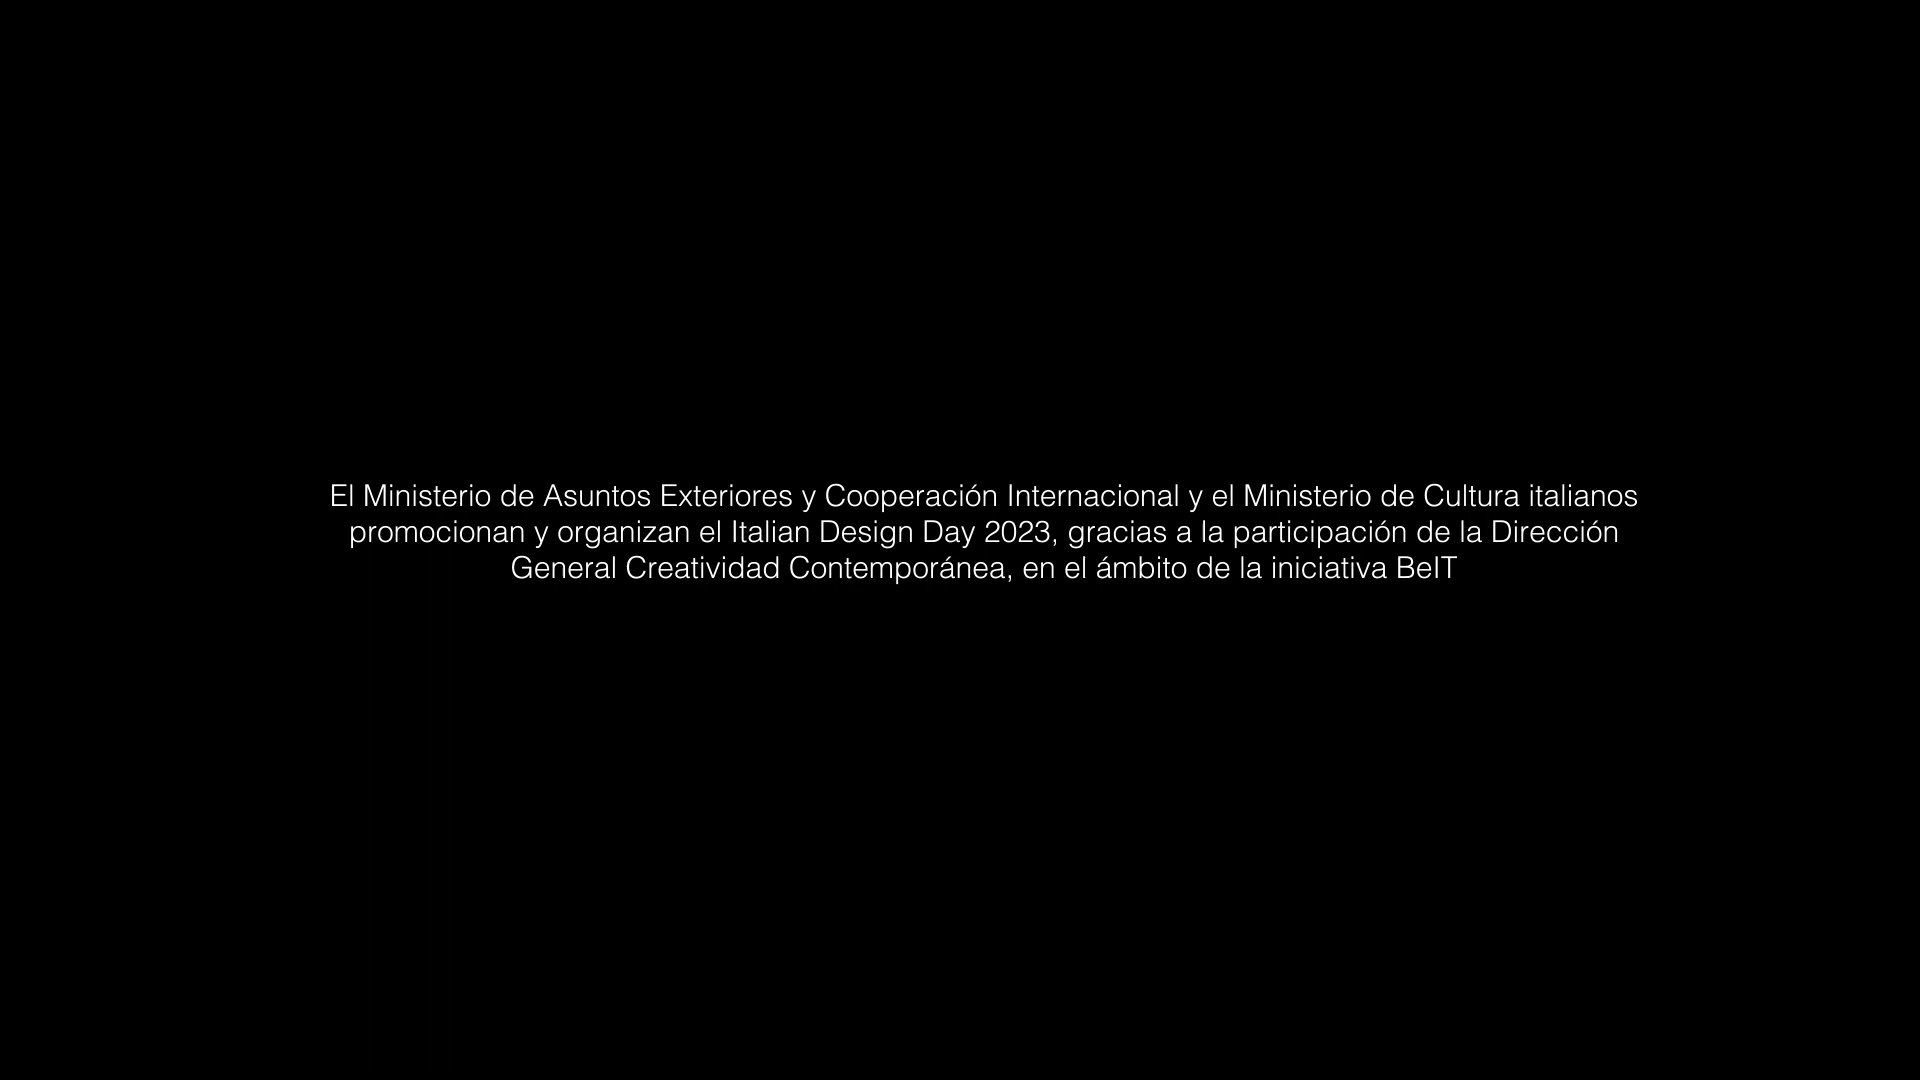 El Ministerio de Asuntos Exteriores y Cooperación Internacional y el Ministerio de Cultura italianos
promocionan y organizan el Italian Design Day 2023, gracias a la participación de la Dirección
General Creatividad Contemporánea, en el ámbito de la iniciativa BeIT